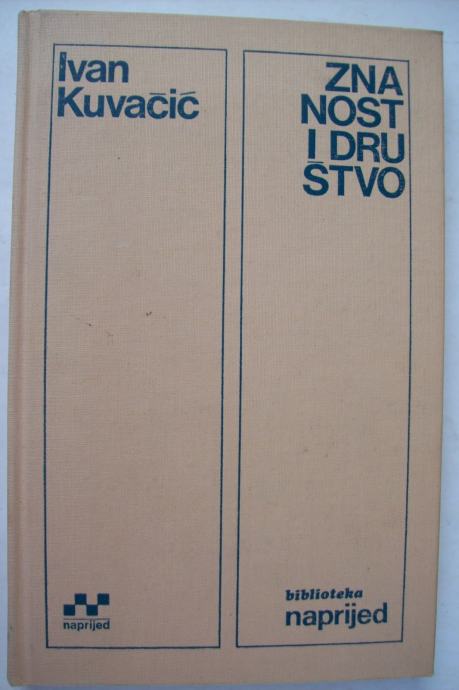 Ivan
Kuvačić
ZNA
NOST
I DRU
ŠTVO
naprijed
biblioteka
naprijed